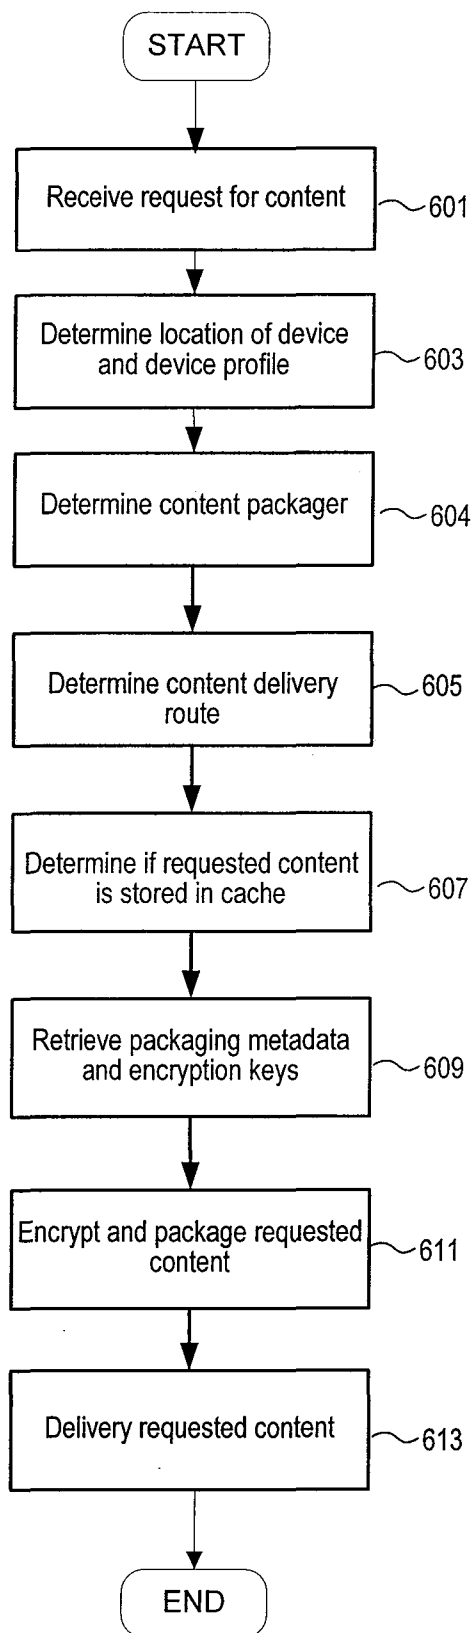 START
Receive request for content
601
Determine location of device
and device profile
603
Determine content packager
604
Determine content delivery
route
605
Determine if requested content
is stored in cache
607
Retrieve packaging metadata
and encryption keys
609
Encrypt and package requested
content
611
Delivery requested content
613
END